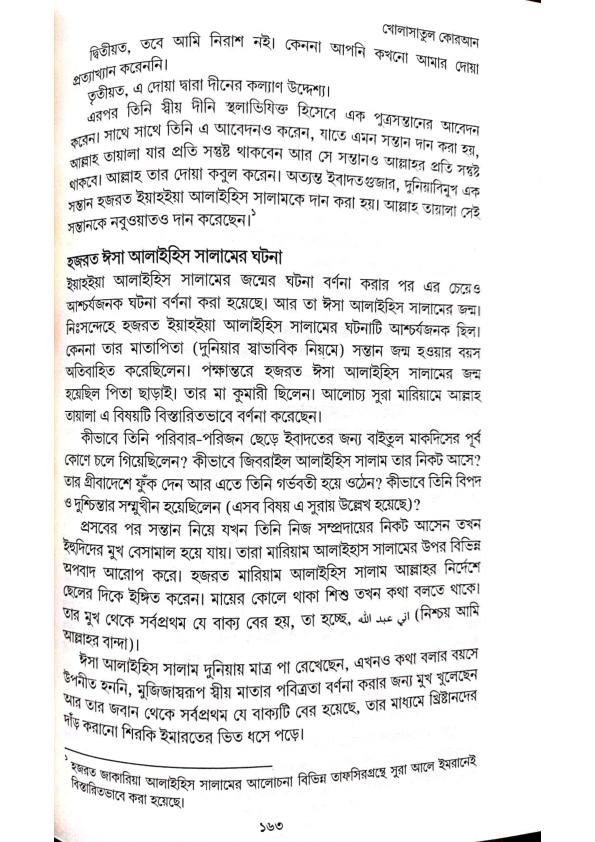 খোলাসাতুল কোরআন
দ্বিতীয়ত, তবে আমি নিরাশ নই। কেননা আপনি কখনো আমার দোয়া
প্রত্যাখ্যান করেননি।
তৃতীয়ত, এ দোয়া দ্বারা দীনের কল্যাণ উদ্দেশ্য।
এরপর তিনি স্বীয় দীনি স্থলাভিষিক্ত হিসেবে এক পুত্রসন্তানের আবেদন
করেন। সাথে সাথে তিনি এ আবেদনও করেন, যাতে এমন সন্তান দান করা হয়,
আল্লাহ তায়ালা যার প্রতি সন্তুষ্ট থাকবেন আর সে সন্তানও আল্লাহর প্রতি সন্তুষ্ট
থাকবে। আল্লাহ তার দোয়া কবুল করেন। অত্যন্ত ইবাদতগুজার, দুনিয়াবিমুখ এক
সন্তান হজরত ইয়াহইয়া আলাইহিস সালামকে দান করা হয়। আল্লাহ তায়ালা সেই
সন্তানকে নবুওয়াতও দান করেছেন।১
হজরত ঈসা আলাইহিস সালামের ঘটনা
ইয়াহইয়া আলাইহিস সালামের জন্মের ঘটনা বর্ণনা করার পর এর চেয়েও
আশ্চর্যজনক ঘটনা বর্ণনা করা হয়েছে। আর তা ঈসা আলাইহিস সালামের জন্ম।
নিঃসন্দেহে হজরত ইয়াহইয়া আলাইহিস সালামের ঘটনাটি আশ্চর্যজনক ছিল।
কেননা তার মাতাপিতা (দুনিয়ার স্বাভাবিক নিয়মে) সন্তান জন্ম হওয়ার বয়স
অতিবাহিত করেছিলেন। পক্ষান্তরে হজরত ঈসা আলাইহিস সালামের জন্ম
হয়েছিল পিতা ছাড়াই। তার মা কুমারী ছিলেন। আলোচ্য সুরা মারিয়ামে আল্লাহ
তায়ালা এ বিষয়টি বিস্তারিতভাবে বর্ণনা করেছেন।
কীভাবে তিনি পরিবার-পরিজন ছেড়ে ইবাদতের জন্য বাইতুল মাকদিসের পূর্ব
কোণে চলে গিয়েছিলেন? কীভাবে জিবরাইল আলাইহিস সালাম তার নিকট আসে?
তার গ্রীবাদেশে ফুঁক দেন আর এতে তিনি গর্ভবতী হয়ে ওঠেন? কীভাবে তিনি বিপদ
ও দুশ্চিন্তার সম্মুখীন হয়েছিলেন (এসব বিষয় এ সুরায় উল্লেখ হয়েছে)?
প্রসবের পর সন্তান নিয়ে যখন তিনি নিজ সম্প্রদায়ের নিকট আসেন তখন
ইহুদিদের মুখ বেসামাল হয়ে যায়। তারা মারিয়াম আলাইহাস সালামের উপর বিভিন্ন
অপবাদ আরোপ করে। হজরত মারিয়াম আলাইহিস সালাম আল্লাহর নির্দেশে
ছেলের দিকে ইঙ্গিত করেন। মায়ের কোলে থাকা শিশু তখন কথা বলতে থাকে।
তার মুখ থেকে সর্বপ্রথম যে বাক্য বের হয়, তা হচ্ছে, اني عبد الله (নিশ্চয় আমি
আল্লাহর বান্দা)।
ঈসা আলাইহিস সালাম দুনিয়ায় মাত্র পা রেখেছেন, এখনও কথা বলার বয়সে
উপনীত হননি, মুজিজাস্বরূপ স্বীয় মাতার পবিত্রতা বর্ণনা করার জন্য মুখ খুলেছেন
আর তার জবান থেকে সর্বপ্রথম যে বাক্যটি বের হয়েছে, তার মাধ্যমে খ্রিষ্টানদের
দাঁড় করানো শিরকি ইমারতের ভিত ধসে পড়ে।
১ হজরত জাকারিয়া আলাইহিস সালামের আলোচনা বিভিন্ন তাফসিরগ্রন্থে সুরা আলে ইমরানেই
বিস্তারিতভাবে করা হয়েছে।
১৬৩